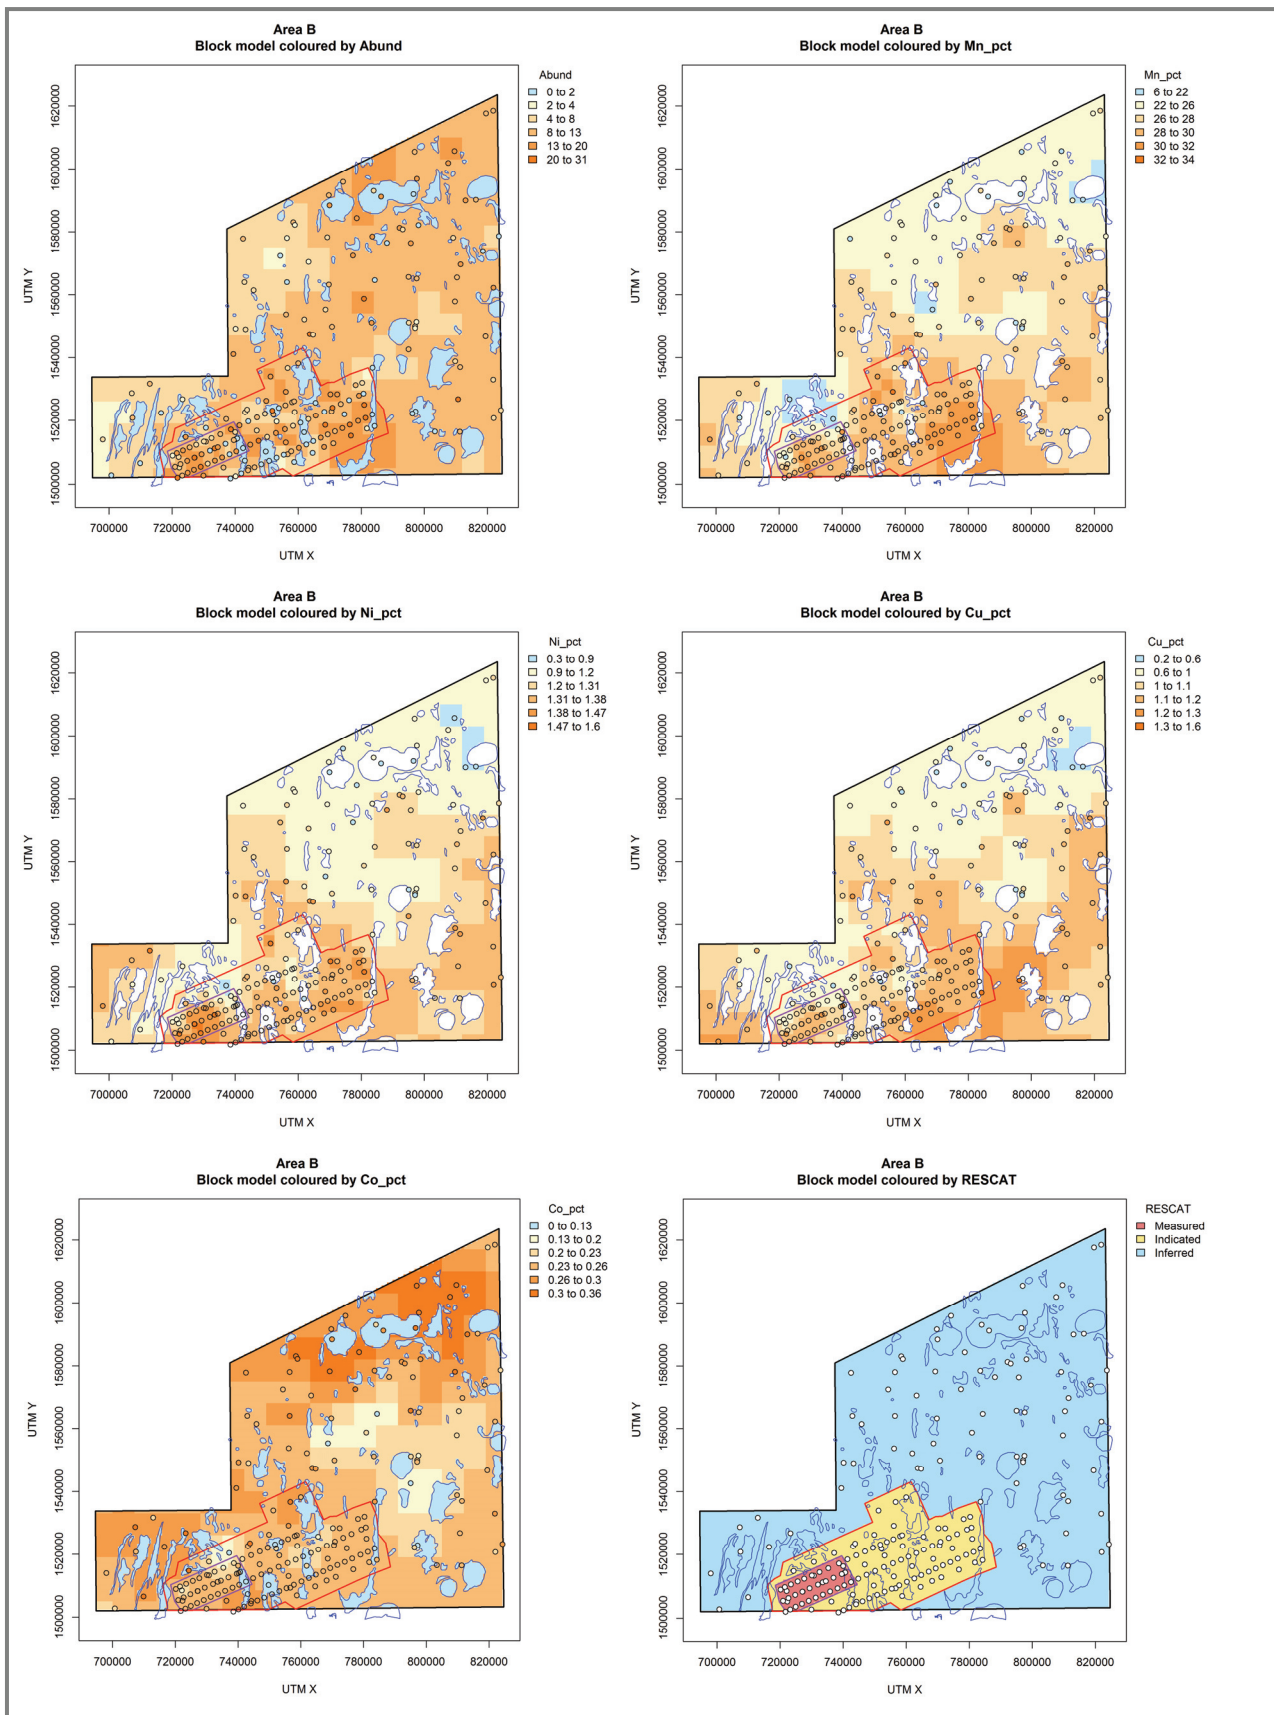 Area B
Block model coloured by Abund
Abund
0 to 2
2 to 4
4 to 8
8 to 13
13 to 20
20 to 31
UTM Y
1500000 1520000 1540000 1560000 1580000 1600000 1620000
700000 720000 740000 760000 780000 800000 820000
UTM X
Area B
Block model coloured by Mn_pct
Mn_pct
6 to 22
22 to 26
26 to 28
28 to 30
30 to 32
32 to 34
UTM Y
1500000 1520000 1540000 1560000 1580000 1600000 1620000
700000 720000 740000 760000 780000 800000 820000
UTM X
Area B
Block model coloured by Ni_pct
Ni_pct
0.3 to 0.9
0.9 to 1.2
1.2 to 1.31
1.31 to 1.38
1.38 to 1.47
1.47 to 1.6
UTM Y
1500000 1520000 1540000 1560000 1580000 1600000 1620000
700000 720000 740000 760000 780000 800000 820000
UTM X
Area B
Block model coloured by Cu_pct
Cu_pct
0.2 to 0.6
0.6 to 1
1 to 1.1
1.1 to 1.2
1.2 to 1.3
1.3 to 1.6
UTM Y
1500000 1520000 1540000 1560000 1580000 1600000 1620000
700000 720000 740000 760000 780000 800000 820000
UTM X
Area B
Block model coloured by Co_pct
Co_pct
0 to 0.13
0.13 to 0.2
0.2 to 0.23
0.23 to 0.26
0.26 to 0.3
0.3 to 0.36
UTM Y
1500000 1520000 1540000 1560000 1580000 1600000 1620000
700000 720000 740000 760000 780000 800000 820000
UTM X
Area B
Block model coloured by RESCAT
RESCAT
Measured
Indicated
Inferred
UTM Y
1500000 1520000 1540000 1560000 1580000 1600000 1620000
700000 720000 740000 760000 780000 800000 820000
UTM X